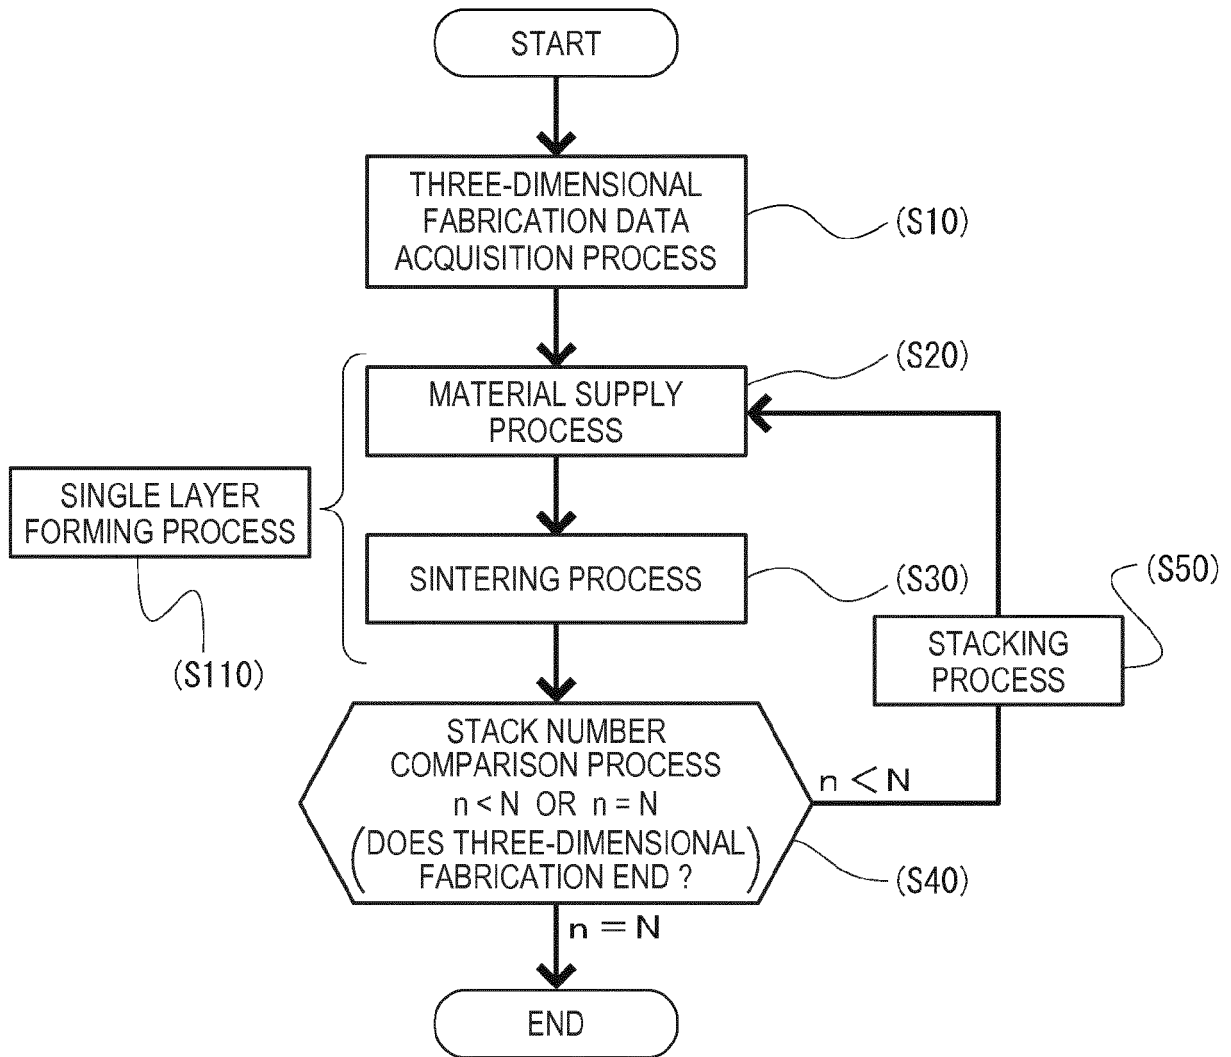 START
THREE-DIMENSIONAL
FABRICATION DATA
ACQUISITION PROCESS
(S10)
MATERIAL SUPPLY
PROCESS
(S20)
SINGLE LAYER
FORMING PROCESS
(S110)
SINTERING PROCESS
(S30)
STACKING
PROCESS
(S50)
STACK NUMBER
COMPARISON PROCESS
n < N OR n = N
(DOES THREE-DIMENSIONAL
FABRICATION END ?)
(S40)
n < N
n = N
END